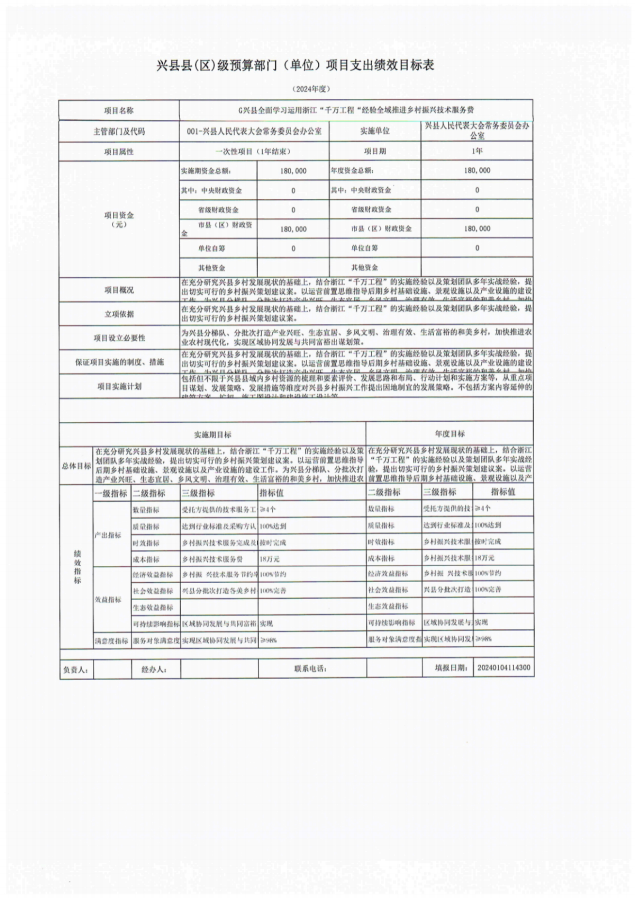 兴县县(区)级预算部门（单位）项目支出绩效目标表
（2024年度）
项目名称 G兴县全面学习运用浙江“千万工程“经验全域推进乡村振兴技术服务费
主管部门及代码 001-兴县人民代表大会常务委员会办公室 实施单位 兴县人民代表大会常务委员会办公室
项目属性 一次性项目（1年结束） 项目期 1年
项目资金（元）
实施期资金总额： 180,000 年度资金总额： 180,000
其中：中央财政资金 0 其中：中央财政资金 0
省级财政资金 0 省级财政资金 0
市县（区）财政资金 180,000 市县（区）财政资金 180,000
单位自筹 0 单位自筹 0
其他资金 其他资金
项目概况 在充分研究兴县乡村发展现状的基础上，结合浙江“千万工程”的实施经验以及策划团队多年实战经验，提
出切实可行的乡村振兴策划建议案。以运营前置思维指导后期乡村基础设施、景观设施以及产业设施的建设
立项依据 在充分研究兴县乡村发展现状的基础上，结合浙江“千万工程”的实施经验以及策划团队多年实战经验，提
出切实可行的乡村振兴策划建议案。
项目设立必要性 为兴县分梯队、分批次打造产业兴旺、生态宜居、乡风文明、治理有效、生活富裕的和美乡村，加快推进农
业农村现代化，实现区域协同发展与共同富裕出谋划策。
保证项目实施的制度、措施 在充分研究兴县乡村发展现状的基础上，结合浙江“千万工程”的实施经验以及策划团队多年实战经验，提
出切实可行的乡村振兴策划建议案。以运营前置思维指导后期乡村基础设施、景观设施以及产业设施的建设
项目实施计划 包括但不限于兴县县域内乡村资源的梳理和要素评价、发展思路和布局、行动计划和实施方案等，从重点项
目谋划、发展策略、发展措施等维度对兴县乡村振兴工作提出因地制宜的发展策略，不包括方案内容延伸的
实施期目标 年度目标
总体目标
在充分研究兴县乡村发展现状的基础上，结合浙江“千万工程”的实施经验以及策 在充分研究兴县乡村发展现状的基础上，结合浙江
划团队多年实战经验，提出切实可行的乡村振兴策划建议案。以运营前置思维指导 “千万工程”的实施经验以及策划团队多年实战经
后期乡村基础设施、景观设施以及产业设施的建设工作。为兴县分梯队、分批次打 验，提出切实可行的乡村振兴策划建议案。以运营
造产业兴旺、生态宜居、乡风文明、治理有效、生活富裕的和美乡村，加快推进农 前置思维指导后期乡村基础设施、景观设施以及产
绩效指标
一级指标 二级指标 三级指标 指标值 二级指标 三级指标 指标值
产出指标
数量指标 受托方提供的技术服务工 ≥4个 数量指标 受托方提供的技 ≥4个
质量指标 达到行业标准及采购方认 100%达到 质量指标 达到行业标准及 100%达到
时效指标 乡村振兴技术服务完成及 按时完成 时效指标 乡村振兴技术服 按时完成
成本指标 乡村振兴技术服务费 18万元 成本指标 乡村振兴技术服 18万元
效益指标
经济效益指标 乡村振 兴技术服务节约率 100%节约 经济效益指标 乡村振 兴技术服 100%节约
社会效益指标 兴县分批次打造各美乡村 100%完善 社会效益指标 兴县分批次打造 100%完善
生态效益指标 生态效益指标
可持续影响指标 区域协同发展与共同富裕 实现 可持续影响指标 区域协同发展与 实现
满意度指标 服务对象满意度 实现区域协同发展与共同 ≥98% 服务对象满意度指 实现区域协同发 ≥98%
负责人： 经办人： 联系电话： 填报日期： 20240104114300